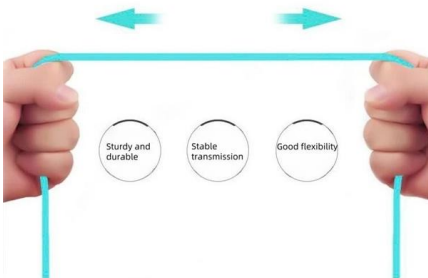 Sturdy and
durable
Stable
transmission
Good flexibility